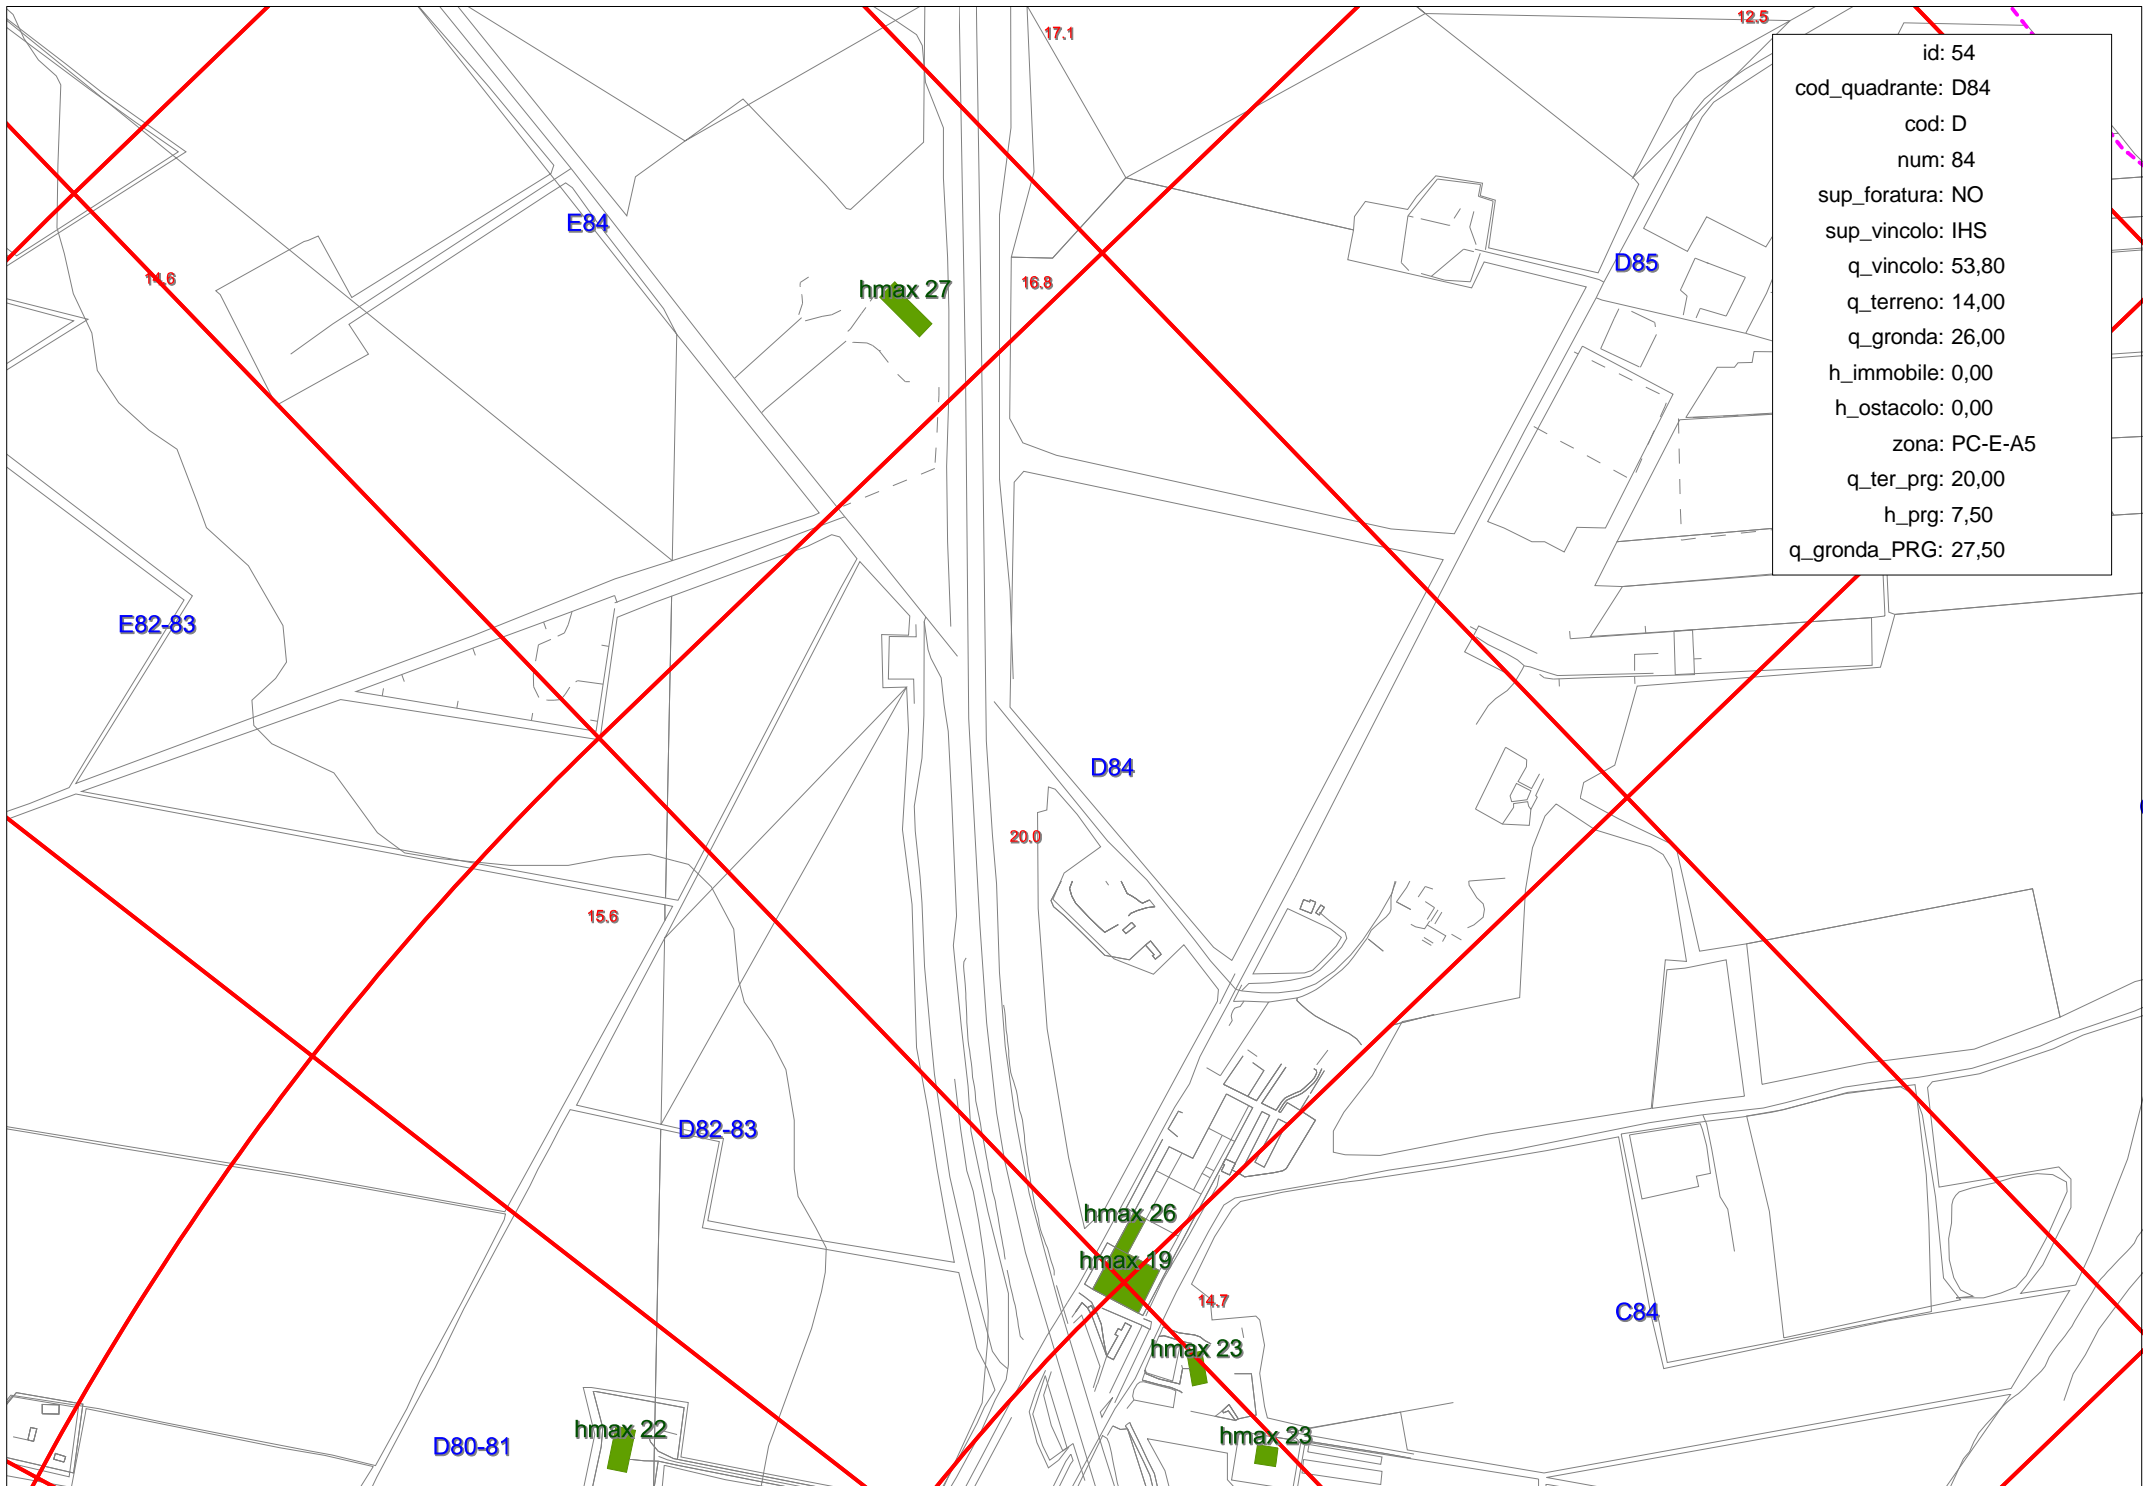 12.5
17.1
id: 54
cod_quadrante: D84
cod: D
num: 84
sup_foratura: NO
sup_vincolo: IHS
q_vincolo: 53,80
q_terreno: 14,00
q_gronda: 26,00
h_immobile: 0,00
h_ostacolo: 0,00
zona: PC-E-A5
q_ter_prg: 20,00
h_prg: 7,50
q_gronda_PRG: 27,50
E84
D85
14.6
hmax 27
16.8
E82-83
D84
20.0
15.6
D82-83
hmax 26
hmax 19
14.7
C84
hmax 23
hmax 22
hmax 23
D80-81